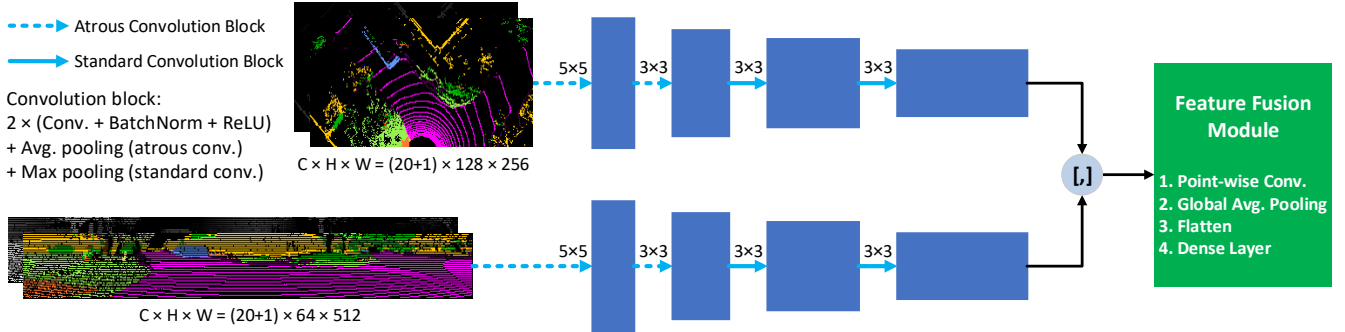 Atrous Convolution Block
Standard Convolution Block
Convolution block:
2 × (Conv. + BatchNorm + ReLU)
+ Avg. pooling (atrous conv.)
+ Max pooling (standard conv.)
C × H × W = (20+1) × 128 × 256
5×5
3×3
3×3
3×3
C × H × W = (20+1) × 64 × 512
5×5
3×3
3×3
3×3
[,]
Feature Fusion
Module
1. Point-wise Conv.
2. Global Avg. Pooling
3. Flatten
4. Dense Layer